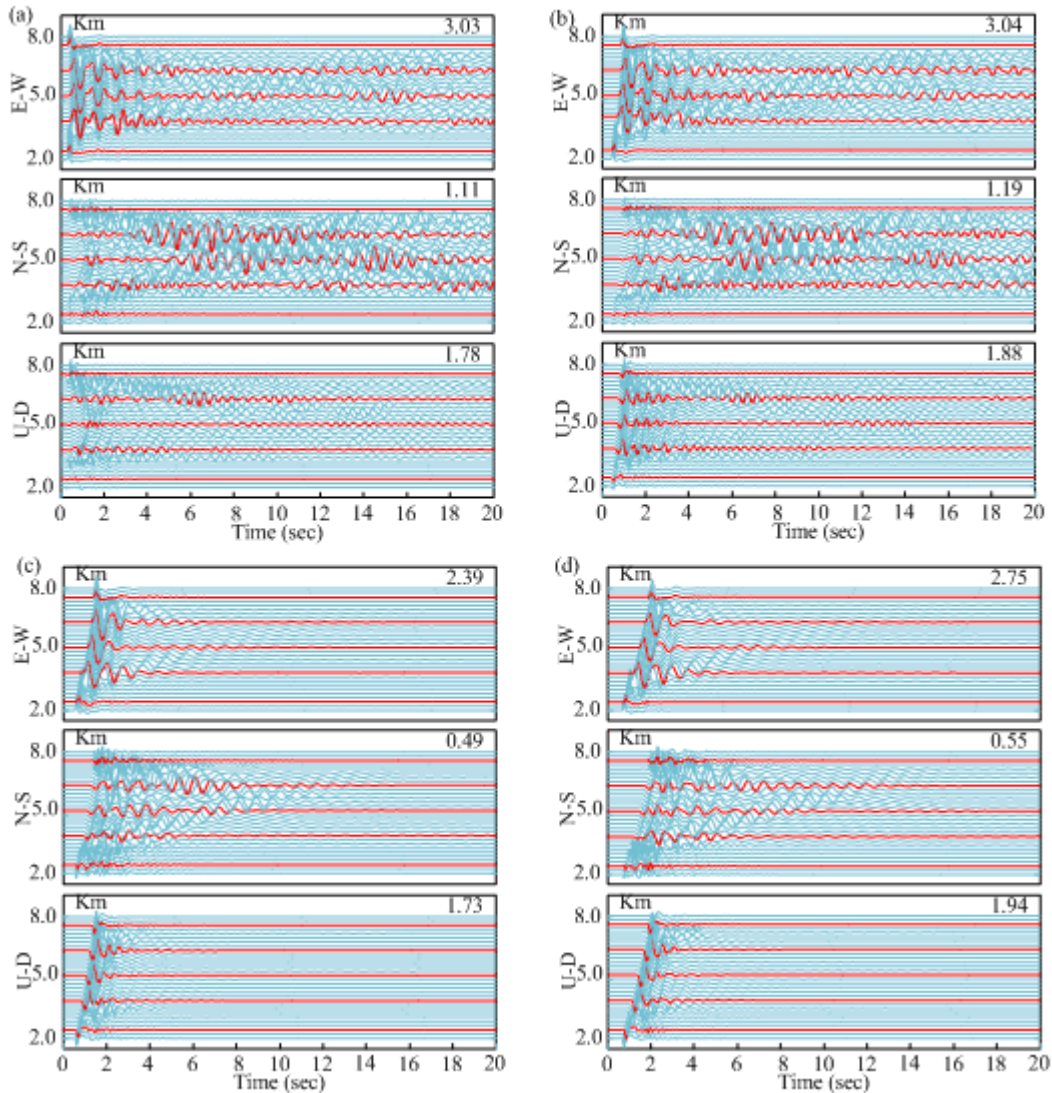 (a)
Km 3.03
8.0
E-W
5.0
2.0
Km 1.11
8.0
N-S
5.0
2.0
Km 1.78
8.0
U-D
5.0
2.0
0 2 4 6 8 10 12 14 16 18 20
Time (sec)
(b)
Km 3.04
8.0
E-W
5.0
2.0
Km 1.19
8.0
N-S
5.0
2.0
Km 1.88
8.0
U-D
5.0
2.0
0 2 4 6 8 10 12 14 16 18 20
Time (sec)
(c)
Km 2.39
8.0
E-W
5.0
2.0
Km 0.49
8.0
N-S
5.0
2.0
Km 1.73
8.0
U-D
5.0
2.0
0 2 4 6 8 10 12 14 16 18 20
Time (sec)
(d)
Km 2.75
8.0
E-W
5.0
2.0
Km 0.55
8.0
N-S
5.0
2.0
Km 1.94
8.0
U-D
5.0
2.0
0 2 4 6 8 10 12 14 16 18 20
Time (sec)